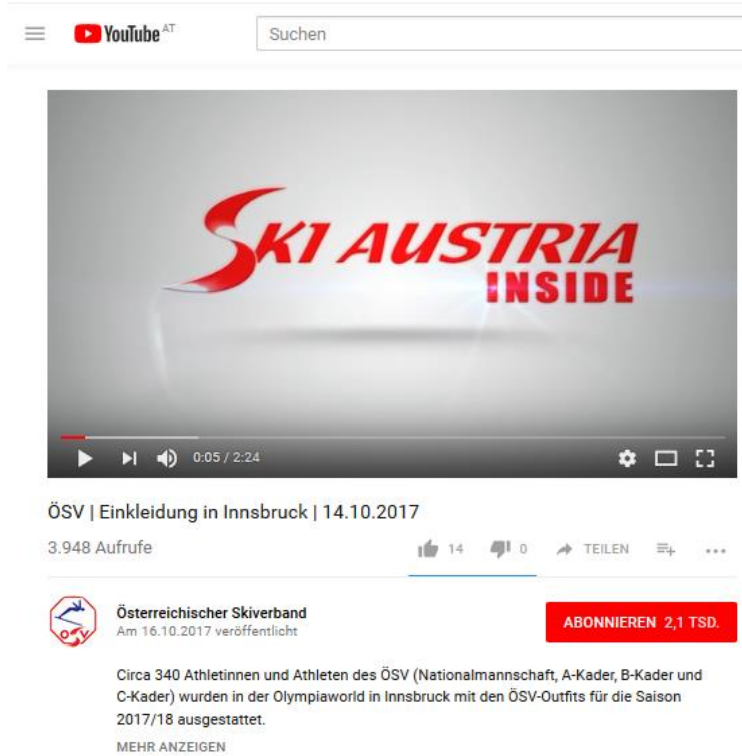 YouTube AT
Suchen
SKI AUSTRIA
INSIDE
0:05 / 2:24
ÖSV | Einkleidung in Innsbruck | 14.10.2017
3.948 Aufrufe
14
0
TEILEN
ÖSV
Österreichischer Skiverband
Am 16.10.2017 veröffentlicht
ABONNIEREN 2,1 TSD.
Circa 340 Athletinnen und Athleten des ÖSV (Nationalmannschaft, A-Kader, B-Kader und
C-Kader) wurden in der Olympiaworld in Innsbruck mit den ÖSV-Outfits für die Saison
2017/18 ausgestattet.
MEHR ANZEIGEN